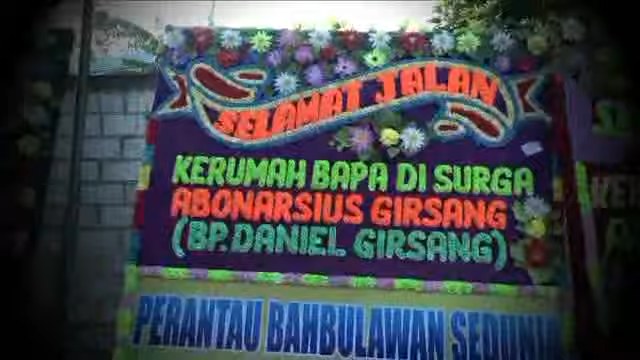 SELAMAT JALAN
KERUMAH BAPA DI SURGA
ABONARSIUS GIRSANG
(BP. DANIEL GIRSANG)
PERANTAU BAHBULAWAN